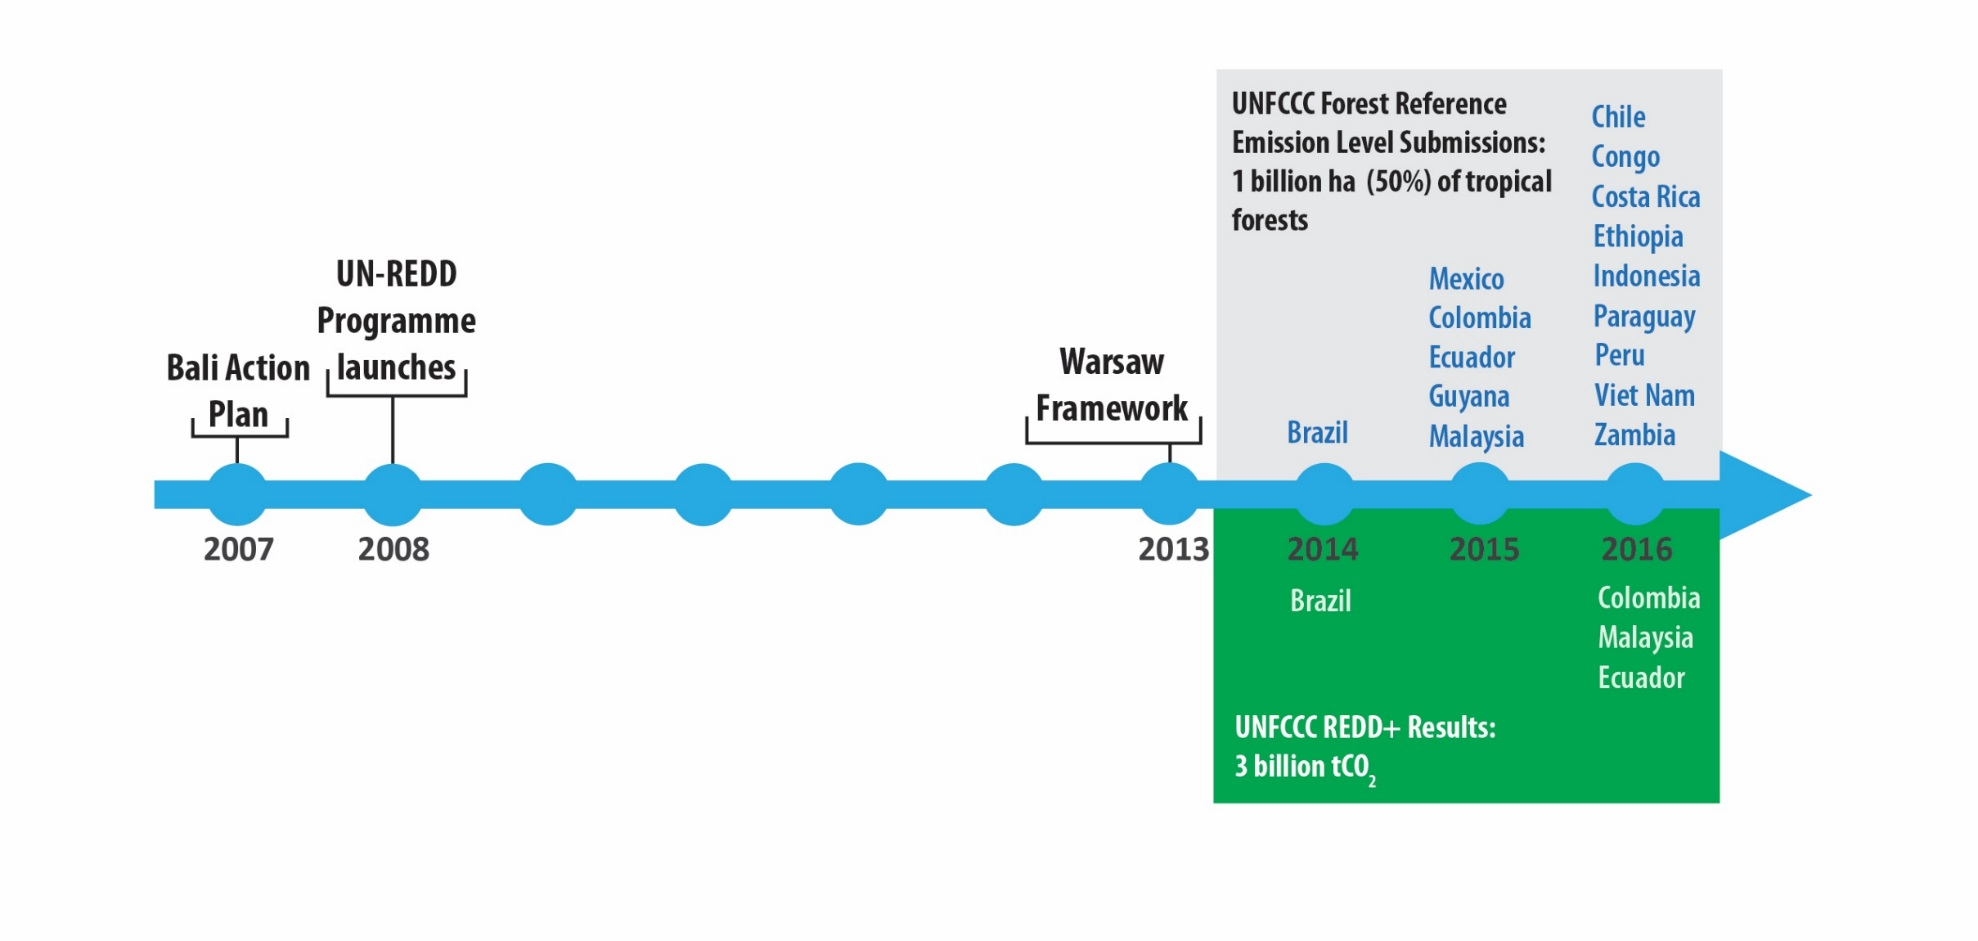 Bali Action
Plan
UN-REDD
Programme
launches
Warsaw
Framework
UNFCCC Forest Reference
Emission Level Submissions:
1 billion ha (50%) of tropical
forests
Brazil
Mexico
Colombia
Ecuador
Guyana
Malaysia
Chile
Congo
Costa Rica
Ethiopia
Indonesia
Paraguay
Peru
Viet Nam
Zambia
2007
2008
2013
2014
2015
2016
Brazil
Colombia
Malaysia
Ecuador
UNFCCC REDD+ Results:
3 billion tCO₂